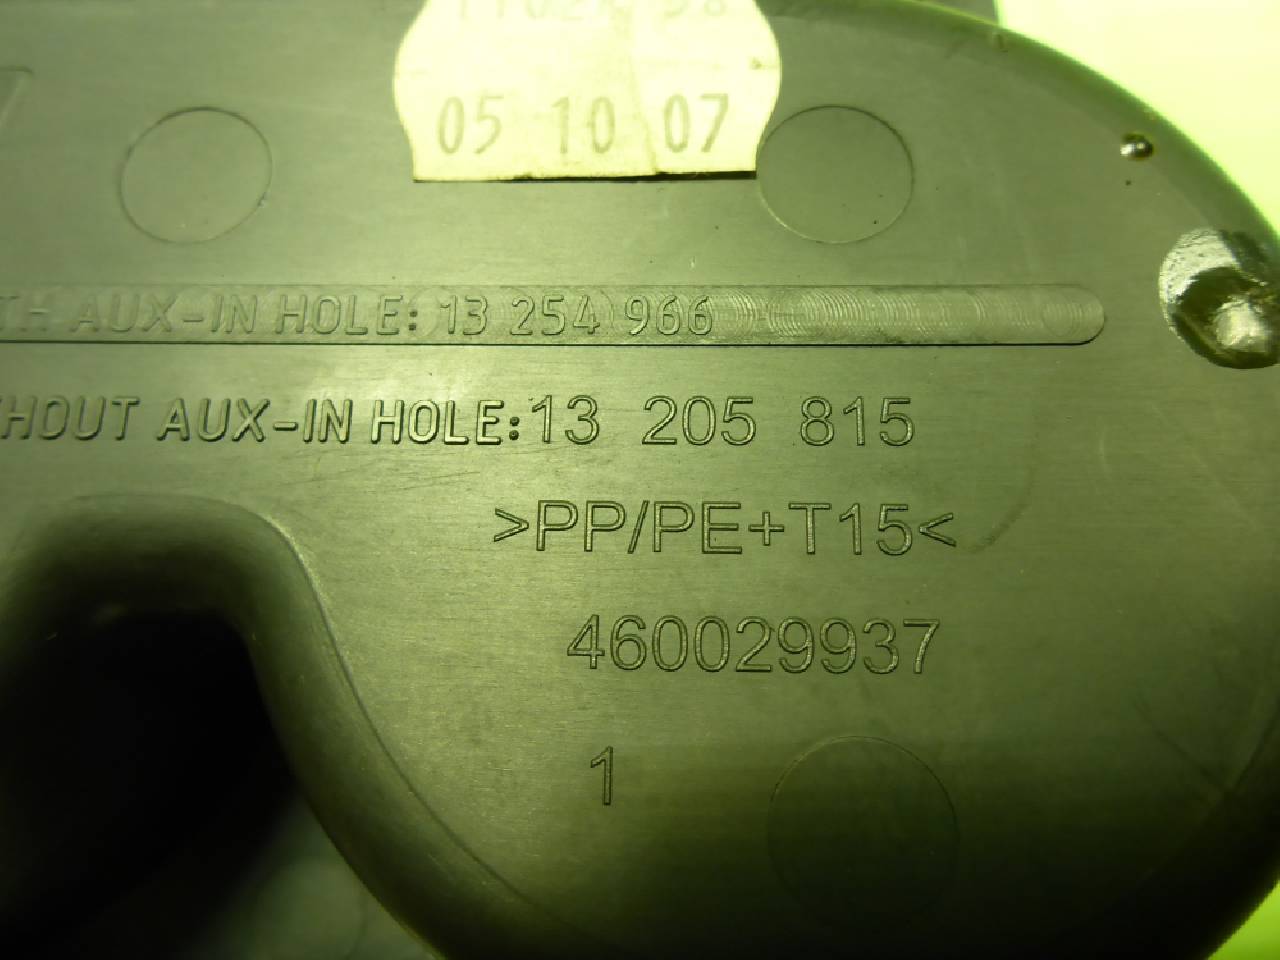 05 10 07
TH AUX-IN HOLE: 13 254 966
HOUT AUX-IN HOLE: 13 205 815
>PP/PE+T15<
460029937
1